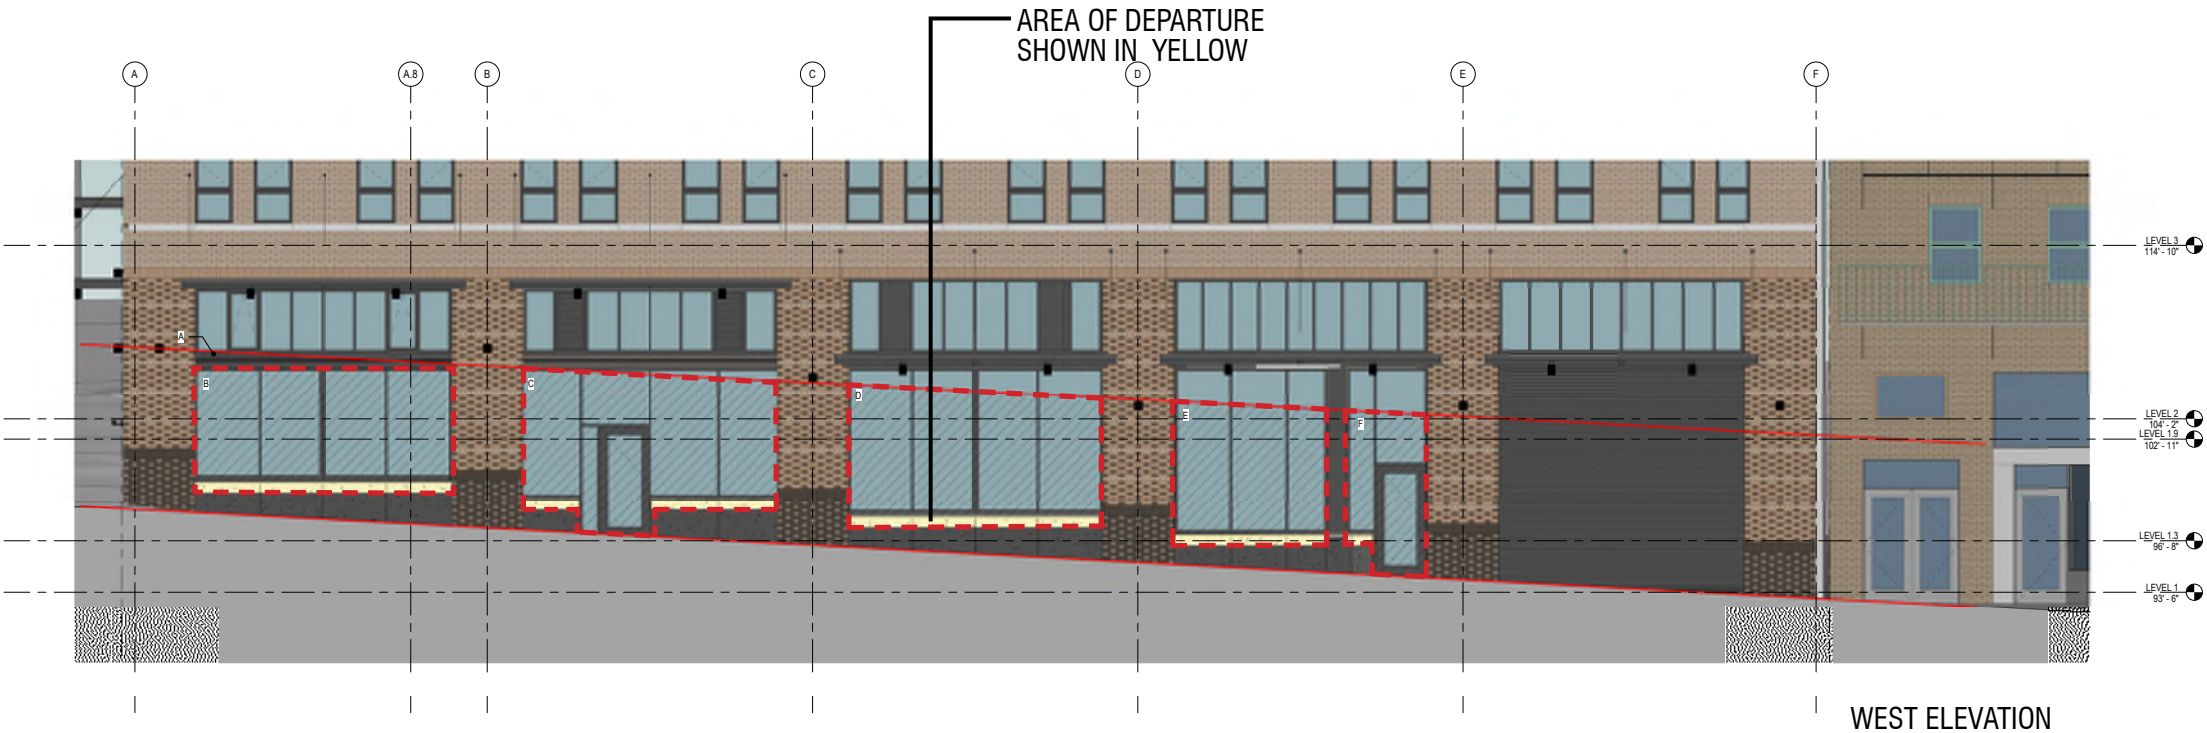 AREA OF DEPARTURE
SHOWN IN YELLOW
A
A.8
B
C
D
E
F
LEVEL 3
114' - 10"
A
B
C
D
E
F
LEVEL 2
104' - 2"
LEVEL 1.9
102' - 11"
LEVEL 1.3
96' - 8"
LEVEL 1
93' - 6"
WEST ELEVATION